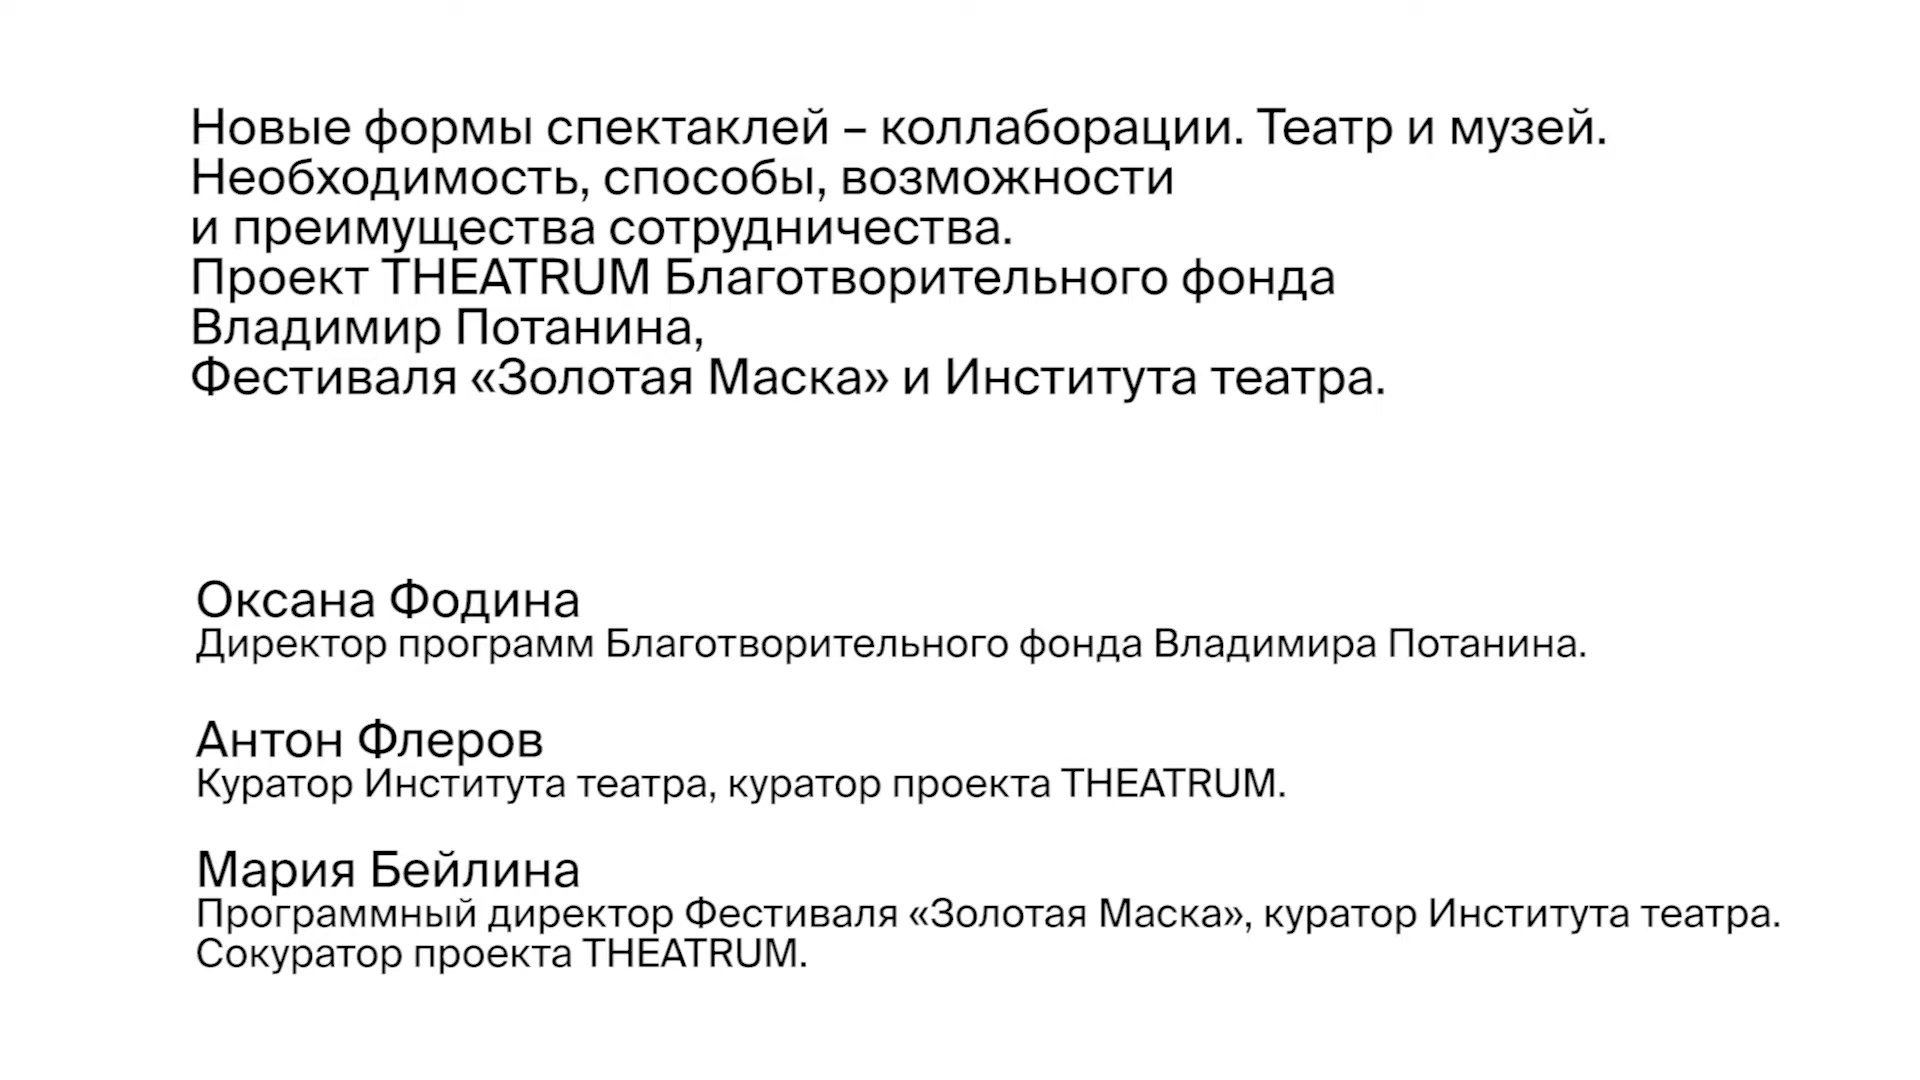 Новые формы спектаклей – коллаборации. Театр и музей.
Необходимость, способы, возможности
и преимущества сотрудничества.
Проект THEATRUM Благотворительного фонда
Владимир Потанина,
Фестиваля «Золотая Маска» и Института театра.
Оксана Фодина
Директор программ Благотворительного фонда Владимира Потанина.
Антон Флеров
Куратор Института театра, куратор проекта THEATRUM.
Мария Бейлина
Программный директор Фестиваля «Золотая Маска», куратор Института театра.
Сокуратор проекта THEATRUM.